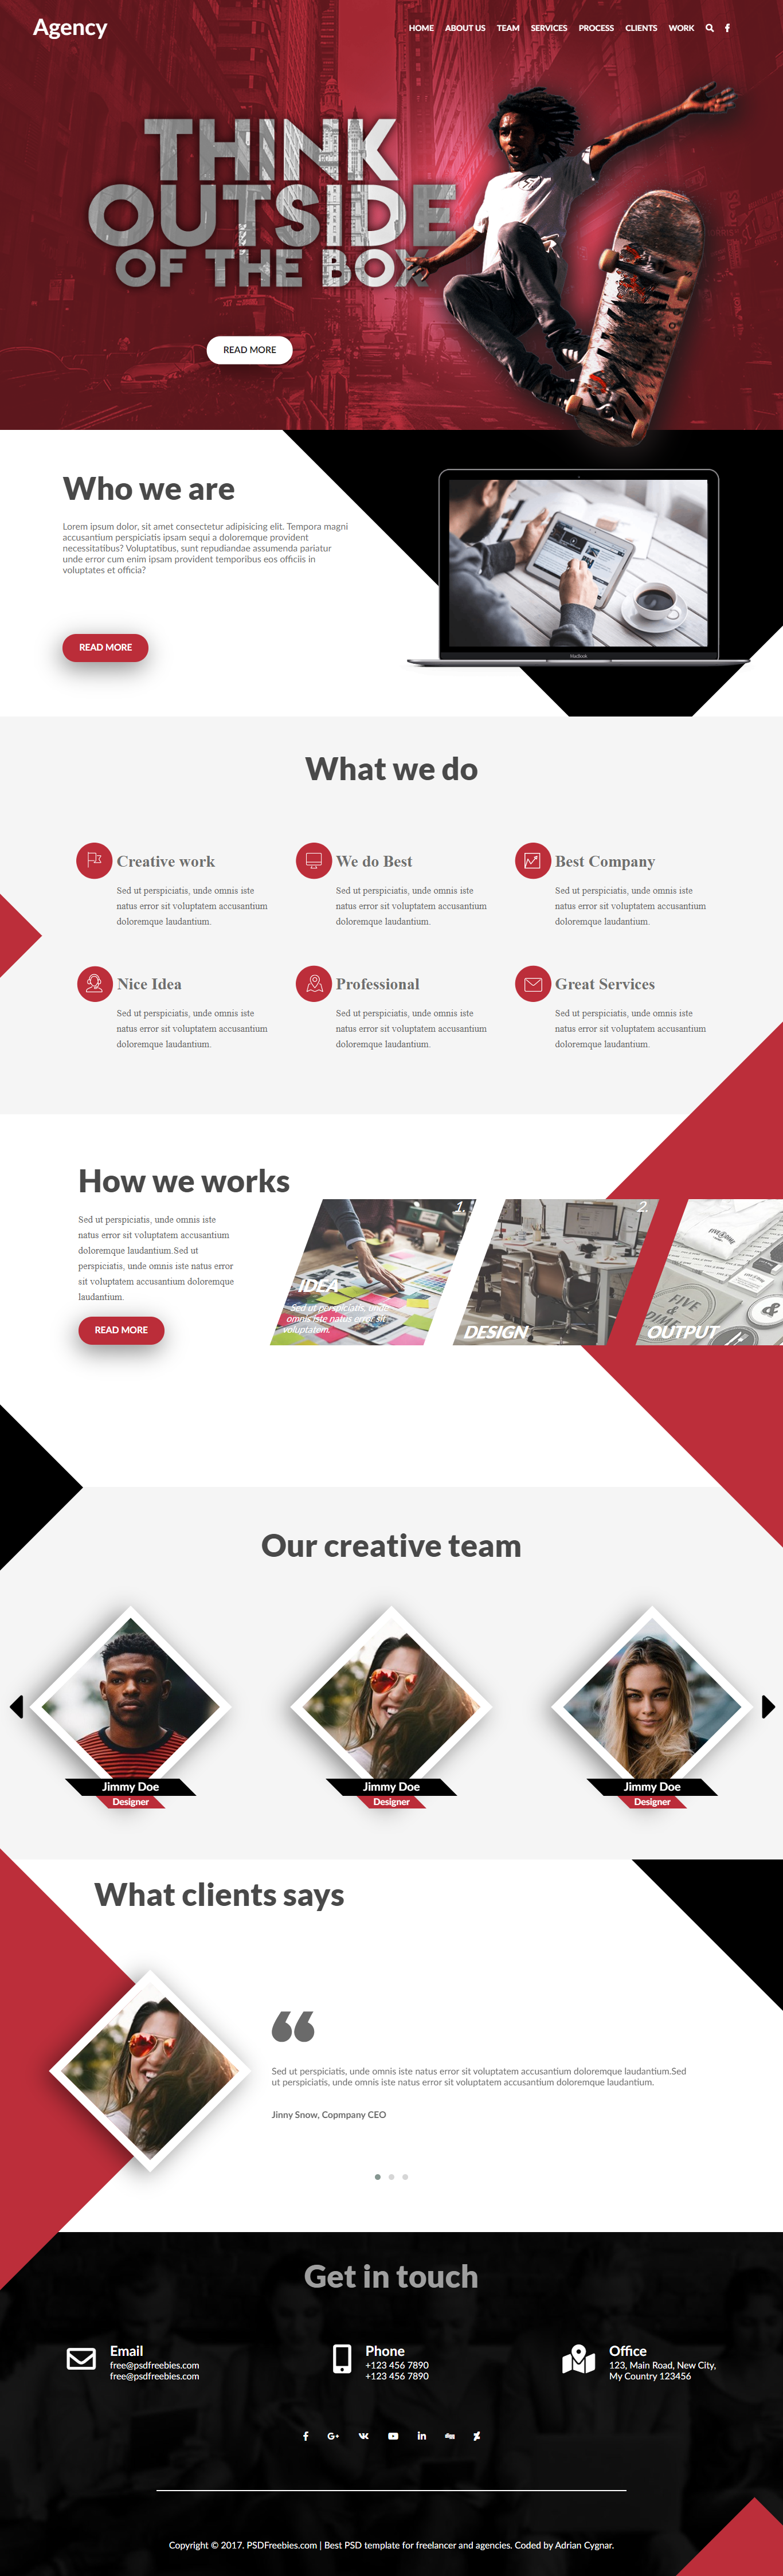 Agency
HOME ABOUT US TEAM SERVICES PROCESS CLIENTS WORK
THINK
OUTSIDE
OF THE BOX
READ MORE
Who we are
Lorem ipsum dolor, sit amet consectetur adipisicing elit. Tempora magni
accusantium perspiciatis ipsam sequi a doloremque provident
necessitatibus? Voluptatibus, sunt repudiandae assumenda pariatur
unde error cum enim ipsam provident temporibus eos officiis in
voluptates et officia?
READ MORE
MacBook
What we do
Creative work
Sed ut perspiciatis, unde omnis iste
natus error sit voluptatem accusantium
doloremque laudantium.
We do Best
Sed ut perspiciatis, unde omnis iste
natus error sit voluptatem accusantium
doloremque laudantium.
Best Company
Sed ut perspiciatis, unde omnis iste
natus error sit voluptatem accusantium
doloremque laudantium.
Nice Idea
Sed ut perspiciatis, unde omnis iste
natus error sit voluptatem accusantium
doloremque laudantium.
Professional
Sed ut perspiciatis, unde omnis iste
natus error sit voluptatem accusantium
doloremque laudantium.
Great Services
Sed ut perspiciatis, unde omnis iste
natus error sit voluptatem accusantium
doloremque laudantium.
How we works
Sed ut perspiciatis, unde omnis iste
natus error sit voluptatem accusantium
doloremque laudantium.Sed ut
perspiciatis, unde omnis iste natus error
sit voluptatem accusantium doloremque
laudantium.
READ MORE
1.
IDEA
Sed ut perspiciatis, unde
omnis iste natus error sit
voluptatem.
2.
DESIGN
FIVE &
DIME
&
OUTPUT
Our creative team
Jimmy Doe
Designer
Jimmy Doe
Designer
Jimmy Doe
Designer
What clients says
“
Sed ut perspiciatis, unde omnis iste natus error sit voluptatem accusantium doloremque laudantium.Sed
ut perspiciatis, unde omnis iste natus error sit voluptatem accusantium doloremque laudantium.
Jinny Snow, Copmpany CEO
Get in touch
Email
free@psdfreebies.com
free@psdfreebies.com
Phone
+123 456 7890
+123 456 7890
Office
123, Main Road, New City,
My Country 123456
Copyright © 2017. PSDFreebies.com | Best PSD template for freelancer and agencies. Coded by Adrian Cygnar.